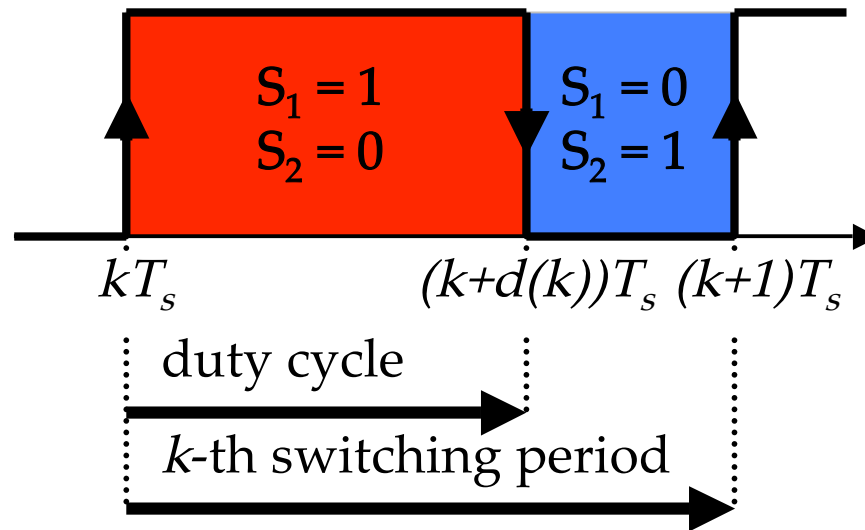 S₁ = 1
S₂ = 0
S₁ = 0
S₂ = 1
kTₛ
(k+d(k))Tₛ
(k+1)Tₛ
duty cycle
k-th switching period